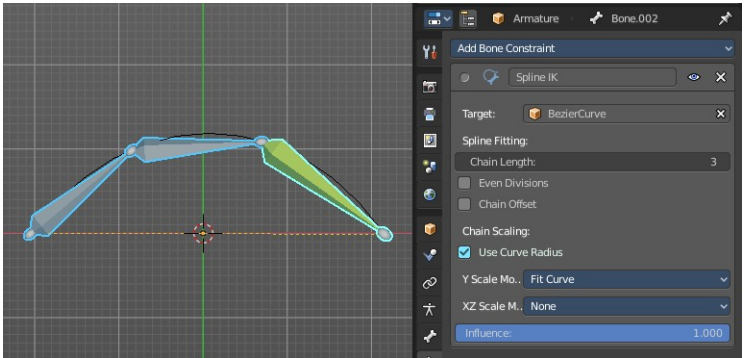 Armature Bone.002
Add Bone Constraint
Spline IK
Target: BezierCurve
Spline Fitting:
Chain Length: 3
Even Divisions
Chain Offset
Chain Scaling:
Use Curve Radius
Y Scale Mo.. Fit Curve
XZ Scale M.. None
Influence: 1.000